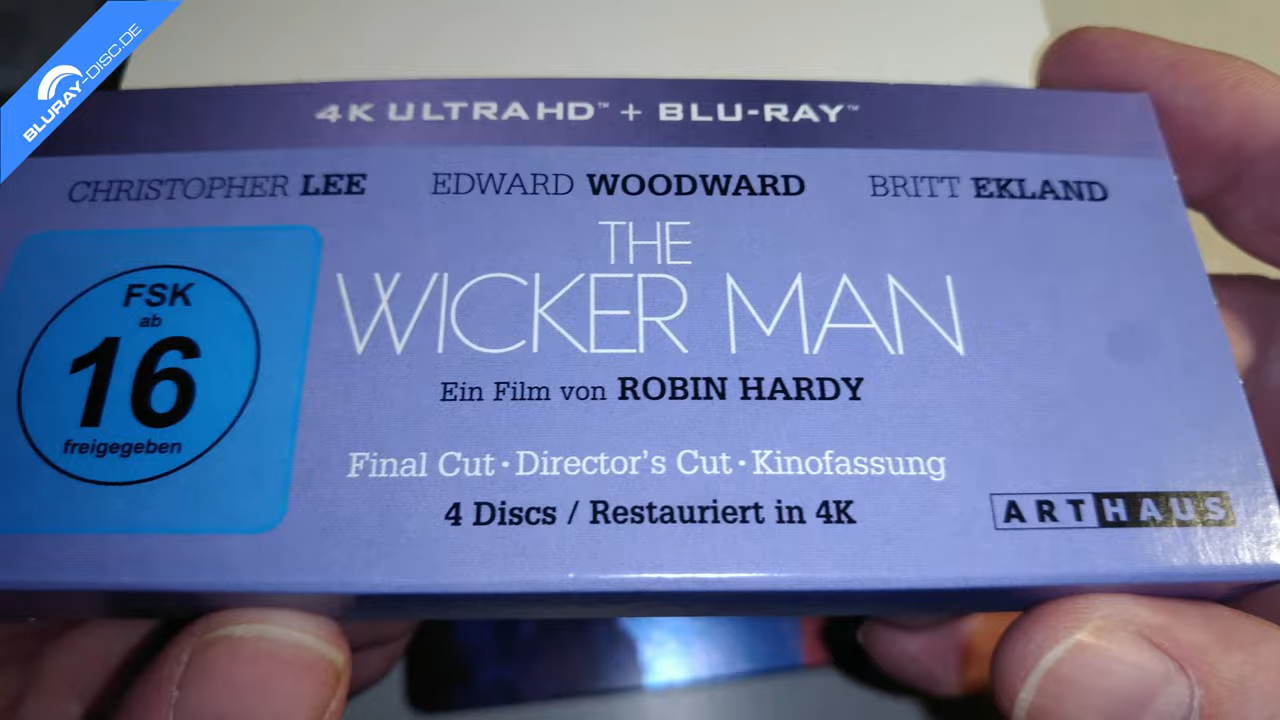 BLURAY-DISC.DE
4K ULTRA HD™ + BLU-RAY™
CHRISTOPHER LEE EDWARD WOODWARD BRITT EKLAND
THE
WICKER MAN
Ein Film von ROBIN HARDY
FSK
ab
16
freigegeben
Final Cut · Director's Cut · Kinofassung
4 Discs / Restauriert in 4K
ARTHAUS